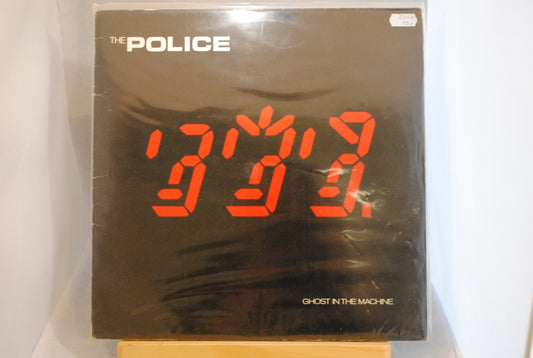 THE POLICE
GHOST IN THE MACHINE